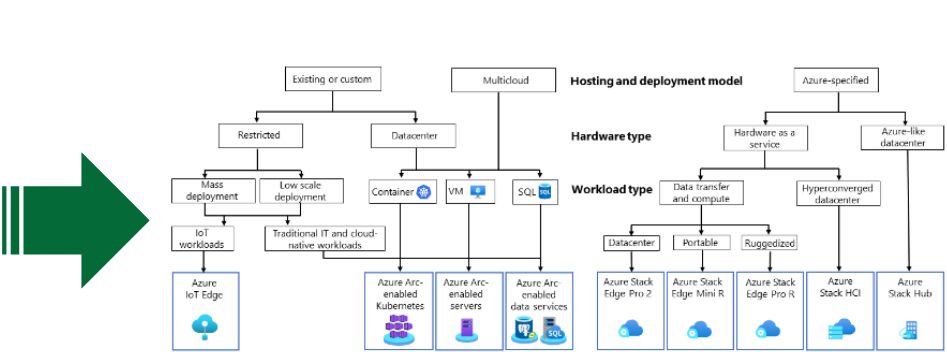 Existing or custom
Multicloud
Hosting and deployment model
Azure-specified
Restricted
Datacenter
Hardware type
Hardware as a
service
Azure-like
datacenter
Mass
deployment
Low scale
deployment
Container
VM
SQL
SQL
Workload type
Data transfer
and compute
Hyperconverged
datacenter
IoT
workloads
Traditional IT and cloud-
native workloads
Datacenter
Portable
Ruggedized
Azure
IoT Edge
Azure Arc-
enabled
Kubernetes
Azure Arc-
enabled
servers
Azure Arc-
enabled
data services
SQL
Azure Stack
Edge Pro 2
Azure Stack
Edge Mini R
Azure Stack
Edge Pro R
Azure
Stack HCI
Azure
Stack Hub